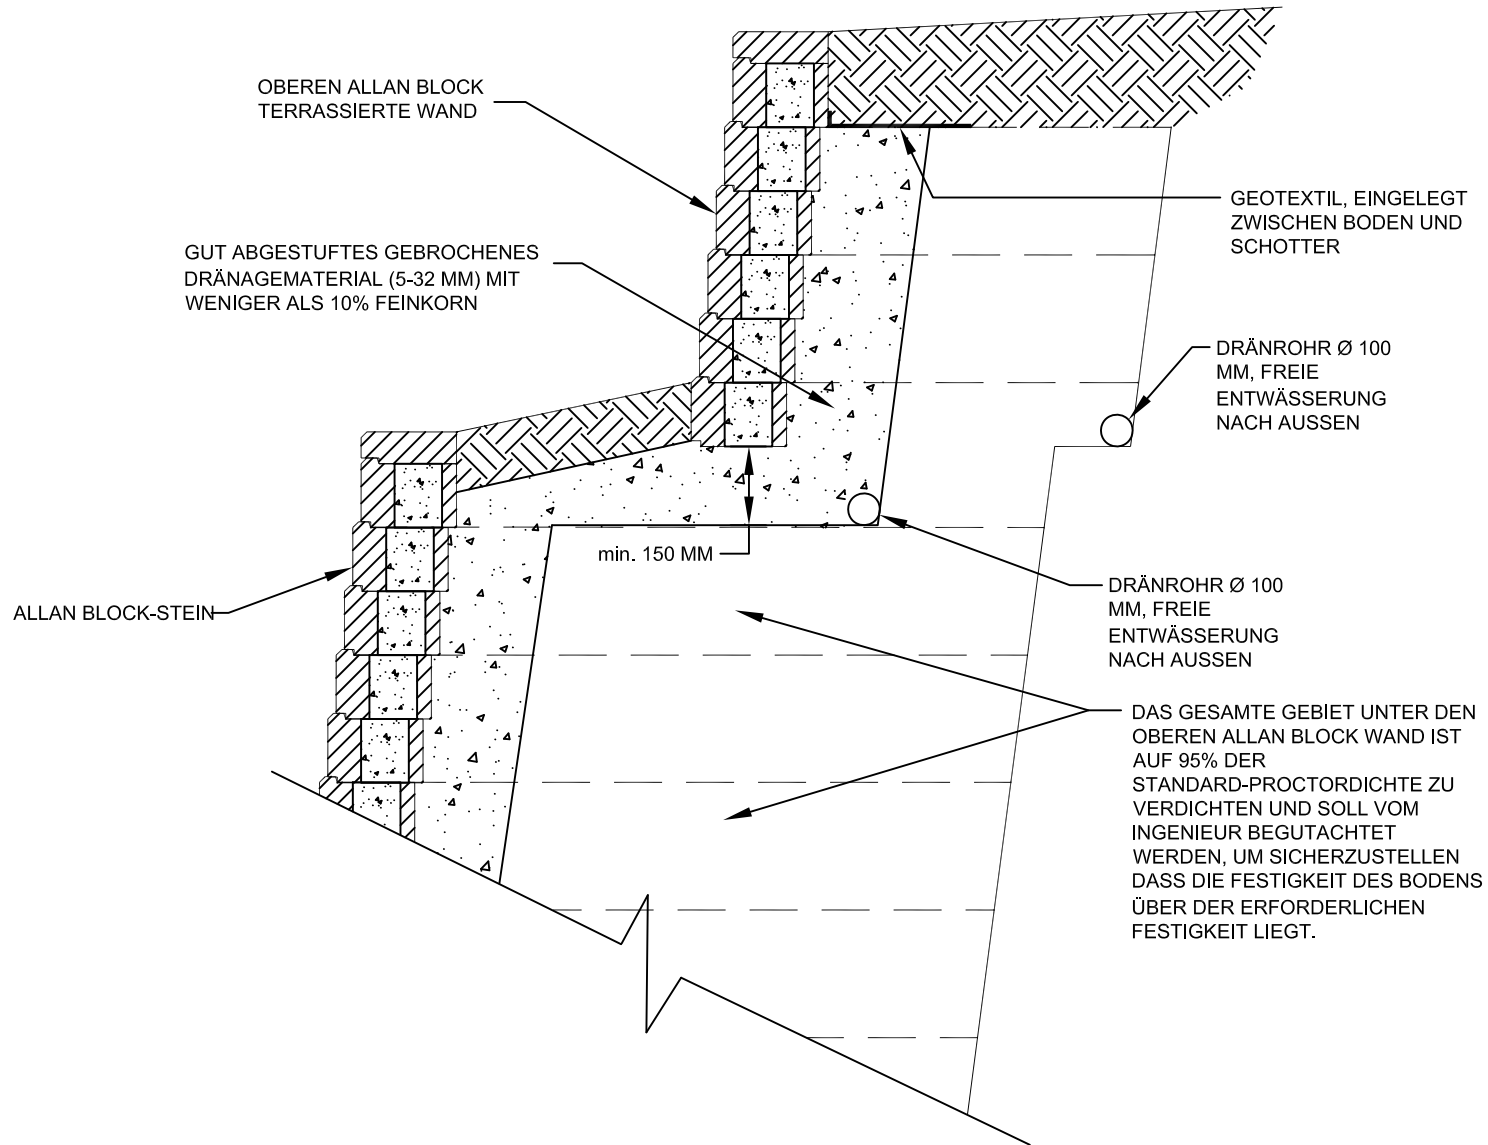 OBEREN ALLAN BLOCK
TERRASSIERTE WAND
GEOTEXTIL, EINGELEGT
ZWISCHEN BODEN UND
SCHOTTER
GUT ABGESTUFTES GEBROCHENES
DRÄNAGEMATERIAL (5-32 MM) MIT
WENIGER ALS 10% FEINKORN
DRÄNROHR Ø 100
MM, FREIE
ENTWÄSSERUNG
NACH AUSSEN
min. 150 MM
ALLAN BLOCK-STEIN
DRÄNROHR Ø 100
MM, FREIE
ENTWÄSSERUNG
NACH AUSSEN
DAS GESAMTE GEBIET UNTER DEN
OBEREN ALLAN BLOCK WAND IST
AUF 95% DER
STANDARD-PROCTORDICHTE ZU
VERDICHTEN UND SOLL VOM
INGENIEUR BEGUTACHTET
WERDEN, UM SICHERZUSTELLEN
DASS DIE FESTIGKEIT DES BODENS
ÜBER DER ERFORDERLICHEN
FESTIGKEIT LIEGT.